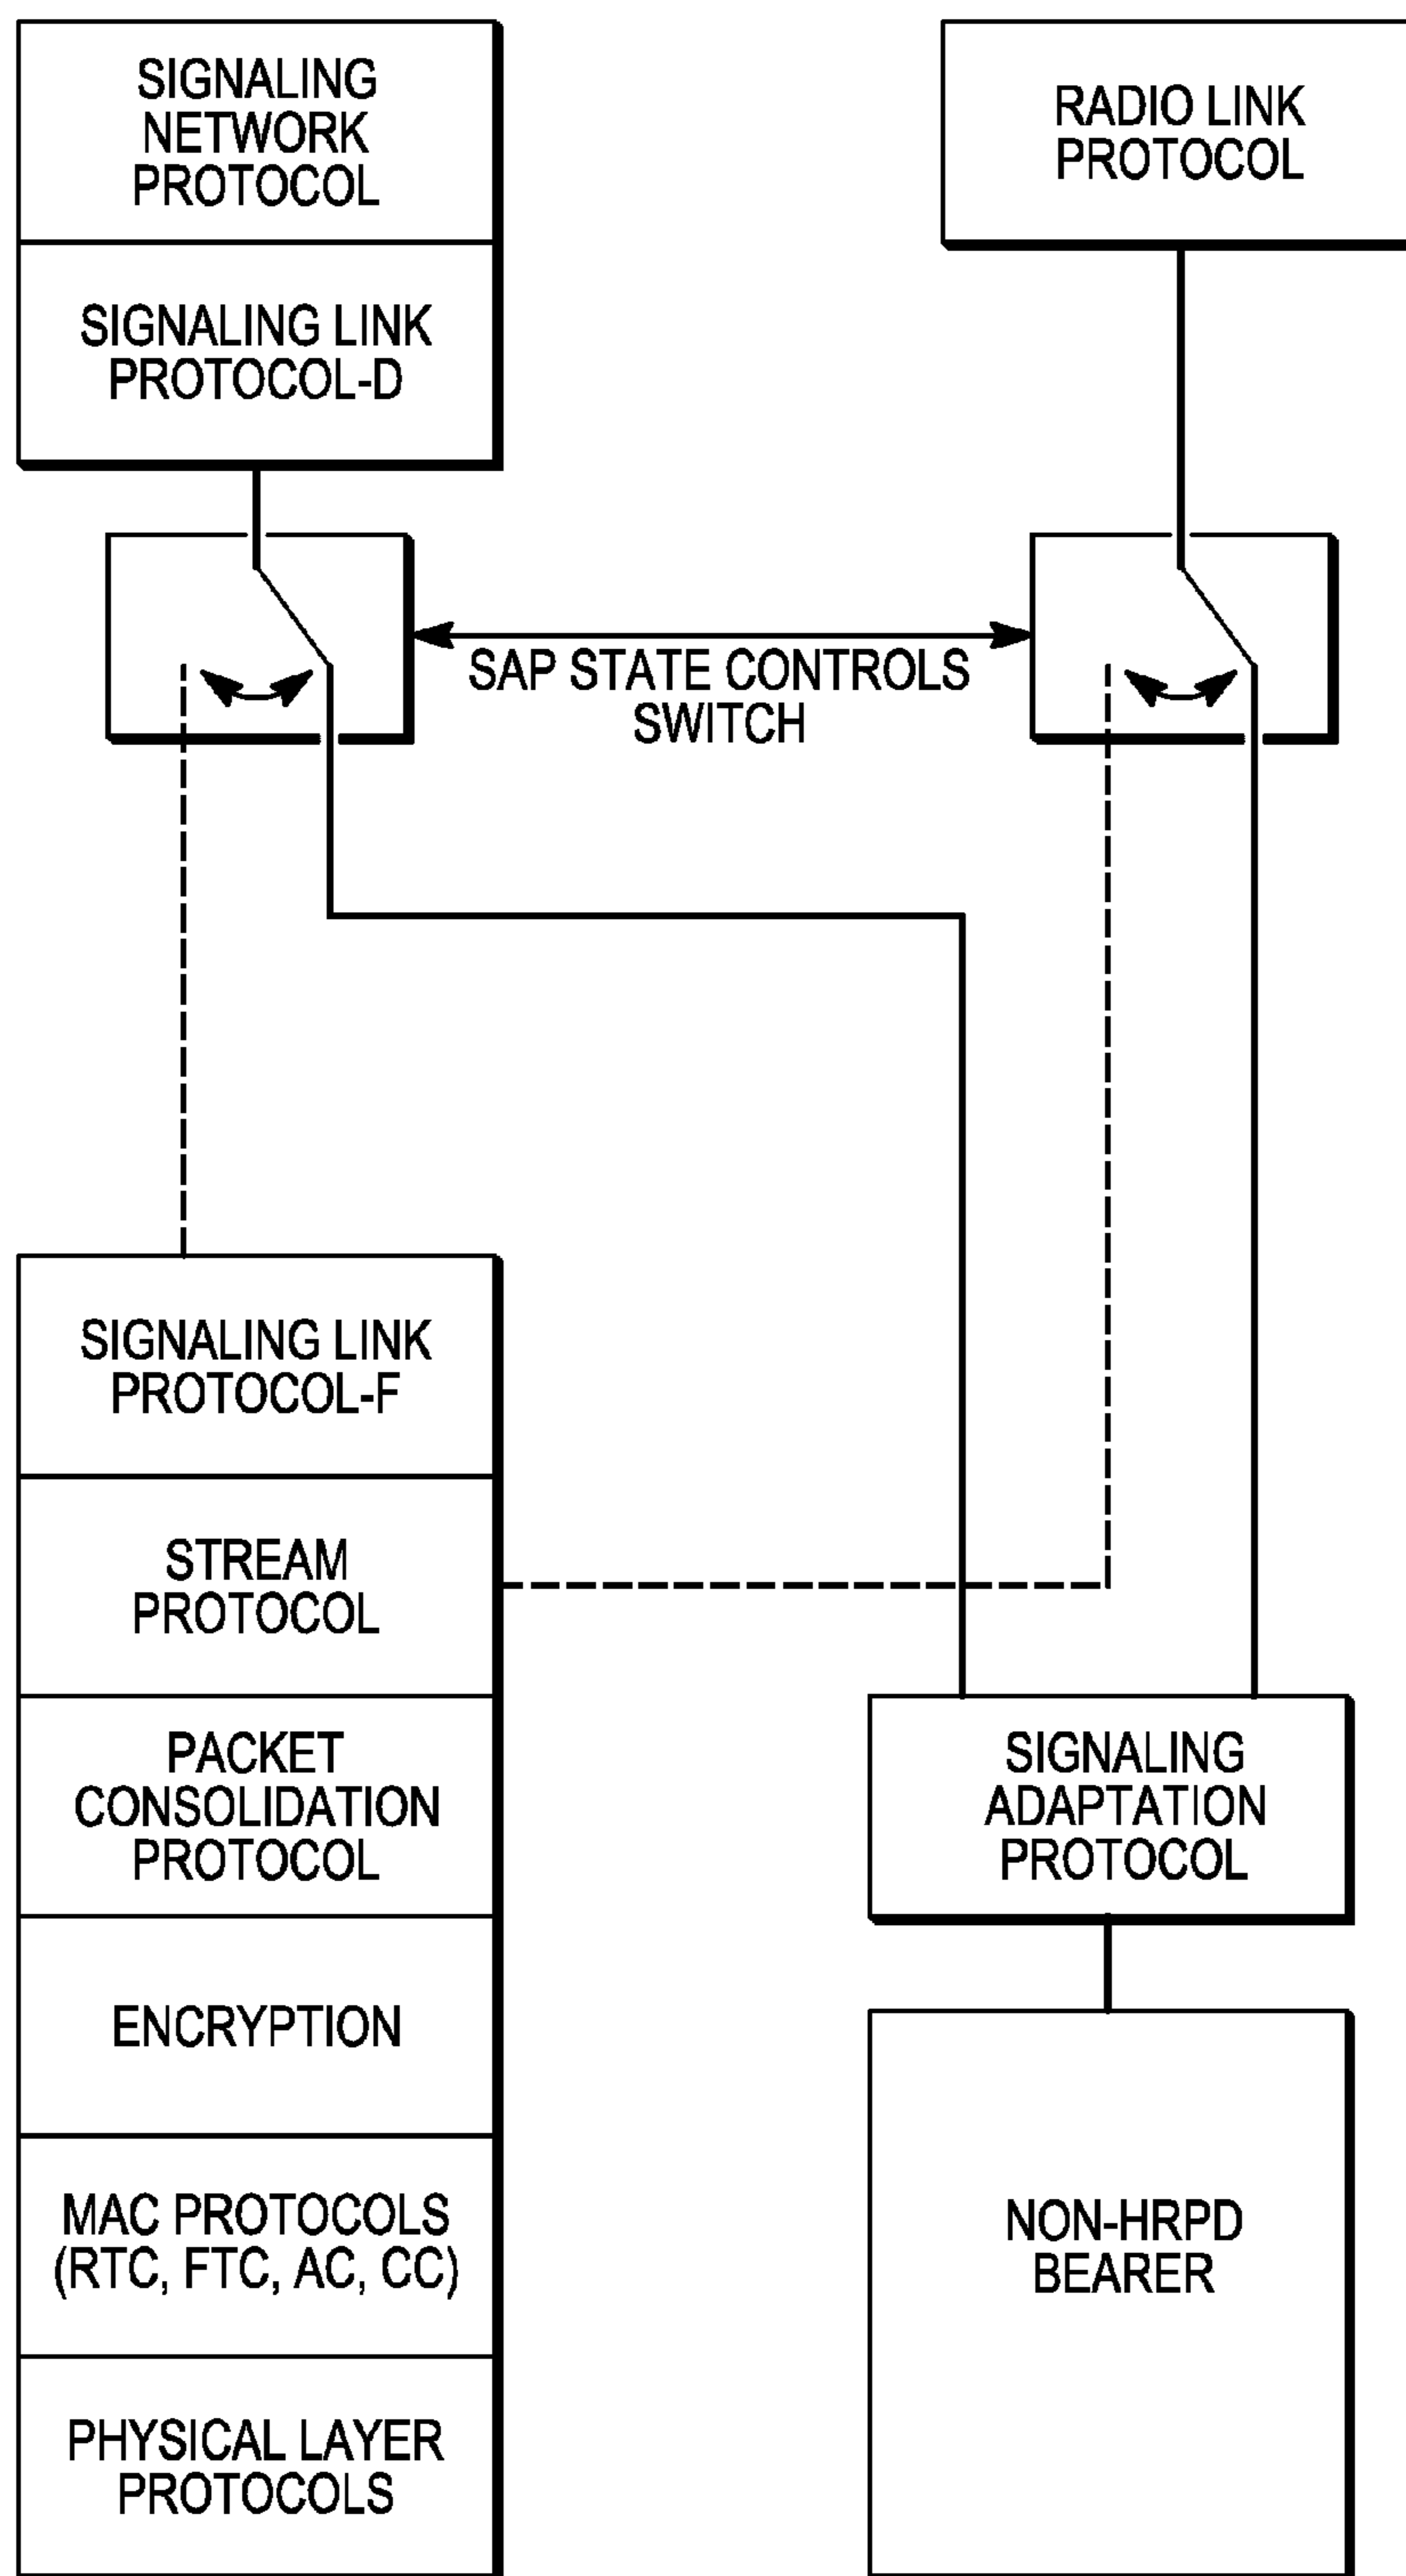 SIGNALING
NETWORK
PROTOCOL
SIGNALING LINK
PROTOCOL-D
RADIO LINK
PROTOCOL
SAP STATE CONTROLS
SWITCH
SIGNALING LINK
PROTOCOL-F
STREAM
PROTOCOL
PACKET
CONSOLIDATION
PROTOCOL
ENCRYPTION
MAC PROTOCOLS
(RTC, FTC, AC, CC)
PHYSICAL LAYER
PROTOCOLS
SIGNALING
ADAPTATION
PROTOCOL
NON-HRPD
BEARER